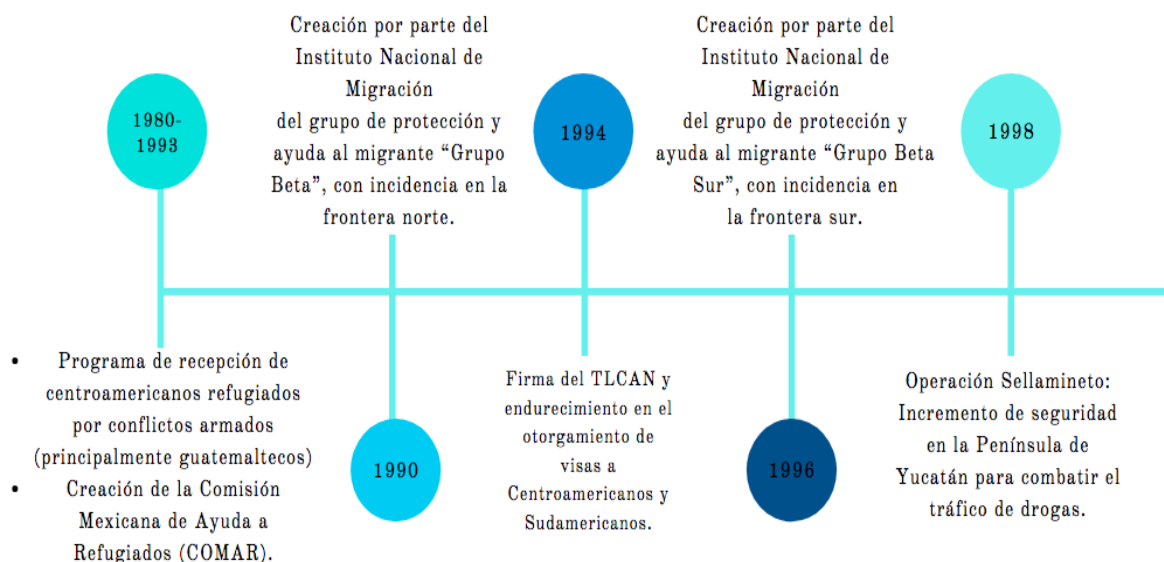 1980-
1993
• Programa de recepción de
centroamericanos refugiados
por conflictos armados
(principalmente guatemaltecos)
• Creación de la Comisión
Mexicana de Ayuda a
Refugiados (COMAR).
Creación por parte del
Instituto Nacional de
Migración
del grupo de protección y
ayuda al migrante “Grupo
Beta”, con incidencia en la
frontera norte.
1990
1994
Firma del TLCAN y
endurecimiento en el
otorgamiento de
visas a
Centroamericanos y
Sudamericanos.
Creación por parte del
Instituto Nacional de
Migración
del grupo de protección y
ayuda al migrante “Grupo Beta
Sur”, con incidencia en
la frontera sur.
1996
1998
Operación Sellamineto:
Incremento de seguridad
en la Península de
Yucatán para combatir el
tráfico de drogas.